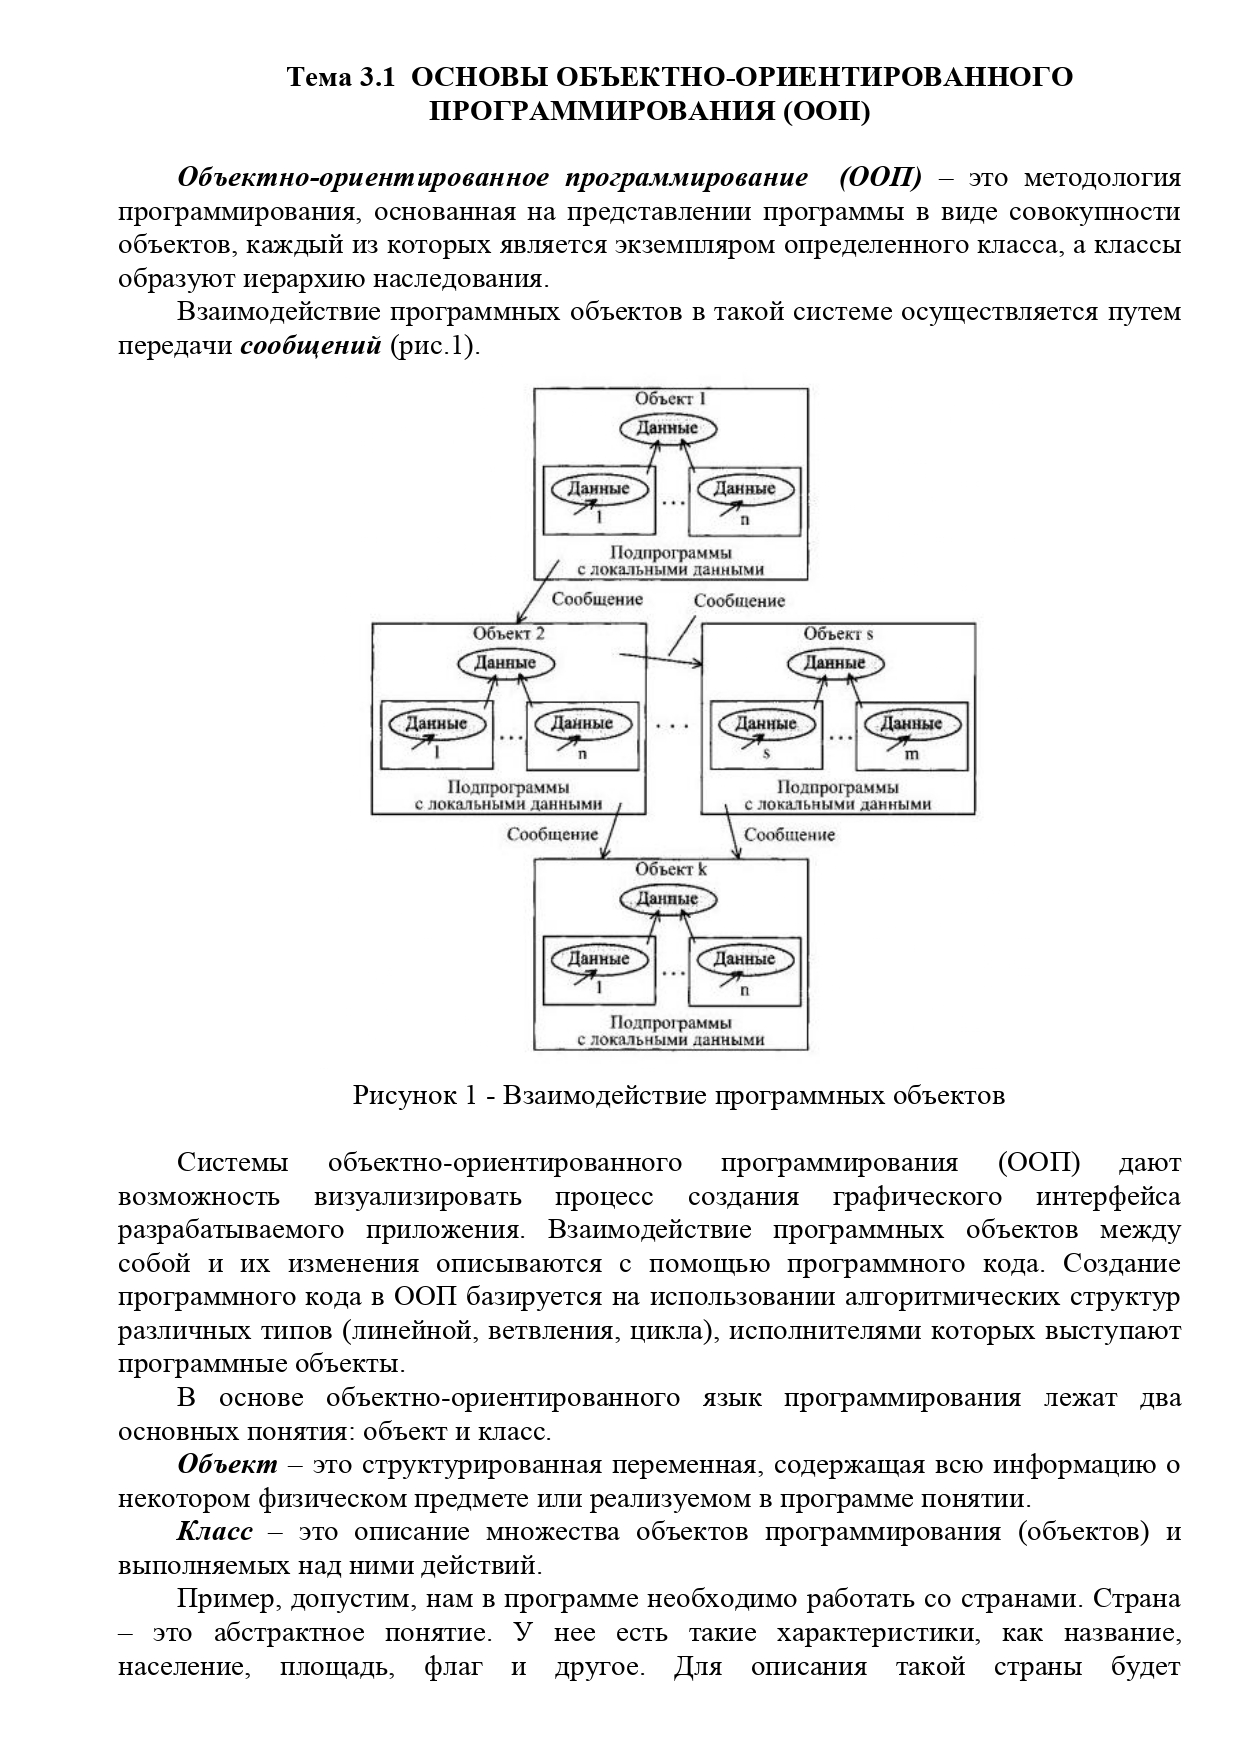 Тема 3.1  ОСНОВЫ ОБЪЕКТНО-ОРИЕНТИРОВАННОГО
ПРОГРАММИРОВАНИЯ (ООП)
Объектно-ориентированное программирование  (ООП) – это методология
программирования, основанная на представлении программы в виде совокупности
объектов, каждый из которых является экземпляром определенного класса, а классы
образуют иерархию наследования.
Взаимодействие программных объектов в такой системе осуществляется путем
передачи сообщений (рис.1).
Объект 1
Данные
Данные Данные
1 ... n
Подпрограммы
с локальными данными
Сообщение Сообщение
Объект 2 Объект s
Данные Данные
Данные Данные ... Данные Данные
1 ... n s ... m
Подпрограммы Подпрограммы
с локальными данными с локальными данными
Сообщение Сообщение
Объект k
Данные
Данные Данные
1 ... n
Подпрограммы
с локальными данными
Рисунок 1 - Взаимодействие программных объектов
Системы объектно-ориентированного программирования (ООП) дают
возможность визуализировать процесс создания графического интерфейса
разрабатываемого приложения. Взаимодействие программных объектов между
собой и их изменения описываются с помощью программного кода. Создание
программного кода в ООП базируется на использовании алгоритмических структур
различных типов (линейной, ветвления, цикла), исполнителями которых выступают
программные объекты.
В основе объектно-ориентированного язык программирования лежат два
основных понятия: объект и класс.
Объект – это структурированная переменная, содержащая всю информацию о
некотором физическом предмете или реализуемом в программе понятии.
Класс – это описание множества объектов программирования (объектов) и
выполняемых над ними действий.
Пример, допустим, нам в программе необходимо работать со странами. Страна
– это абстрактное понятие. У нее есть такие характеристики, как название,
население, площадь, флаг и другое. Для описания такой страны будет